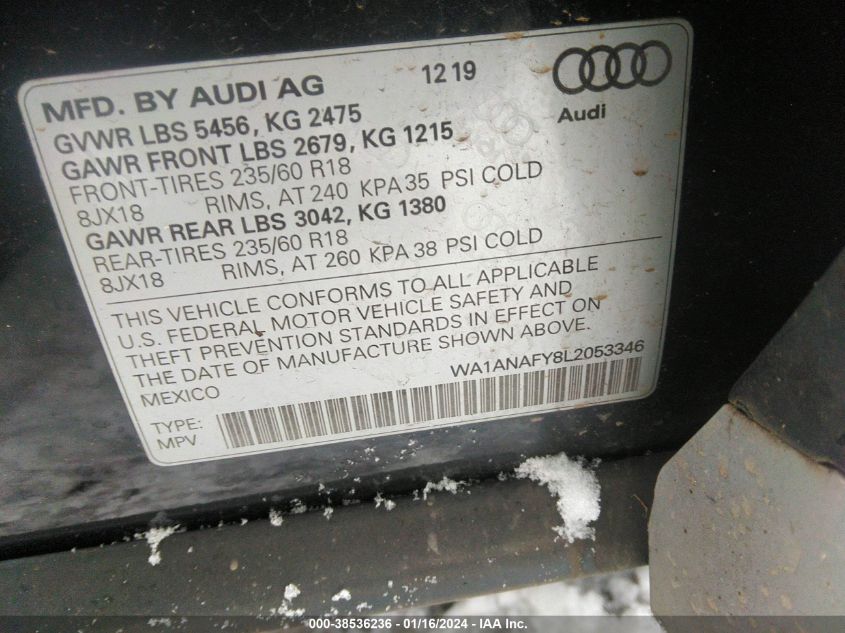 MFD. BY AUDI AG 12 19
Audi
GVWR LBS 5456, KG 2475
GAWR FRONT LBS 2679, KG 1215
FRONT-TIRES 235/60 R18
8JX18 RIMS, AT 240 KPA 35 PSI COLD
GAWR REAR LBS 3042, KG 1380
REAR-TIRES 235/60 R18
8JX18 RIMS, AT 260 KPA 38 PSI COLD
THIS VEHICLE CONFORMS TO ALL APPLICABLE
U.S. FEDERAL MOTOR VEHICLE SAFETY AND
THEFT PREVENTION STANDARDS IN EFFECT ON
THE DATE OF MANUFACTURE SHOWN ABOVE.
MEXICO WA1ANAFY8L2053346
TYPE:
MPV
000-38536236 - 01/16/2024 - IAA Inc.